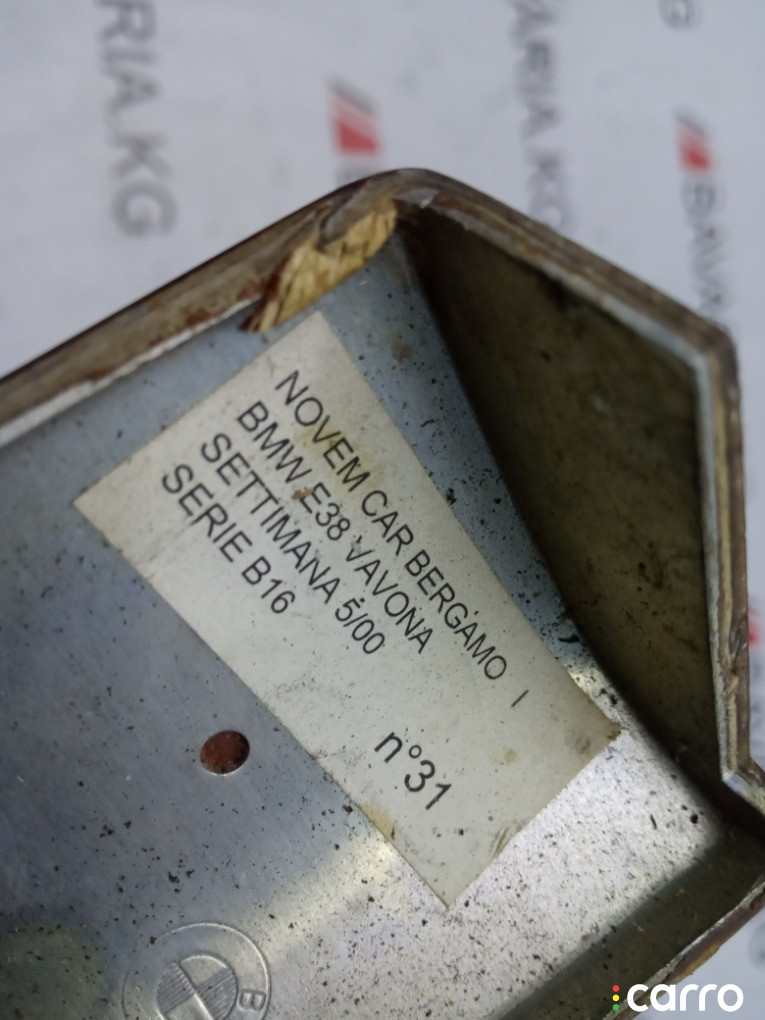 NOVEM CAR BERGAMO I
BMW E38 VAVONA
SETTIMANA 5/00
SERIE B16
n°31
B
carro